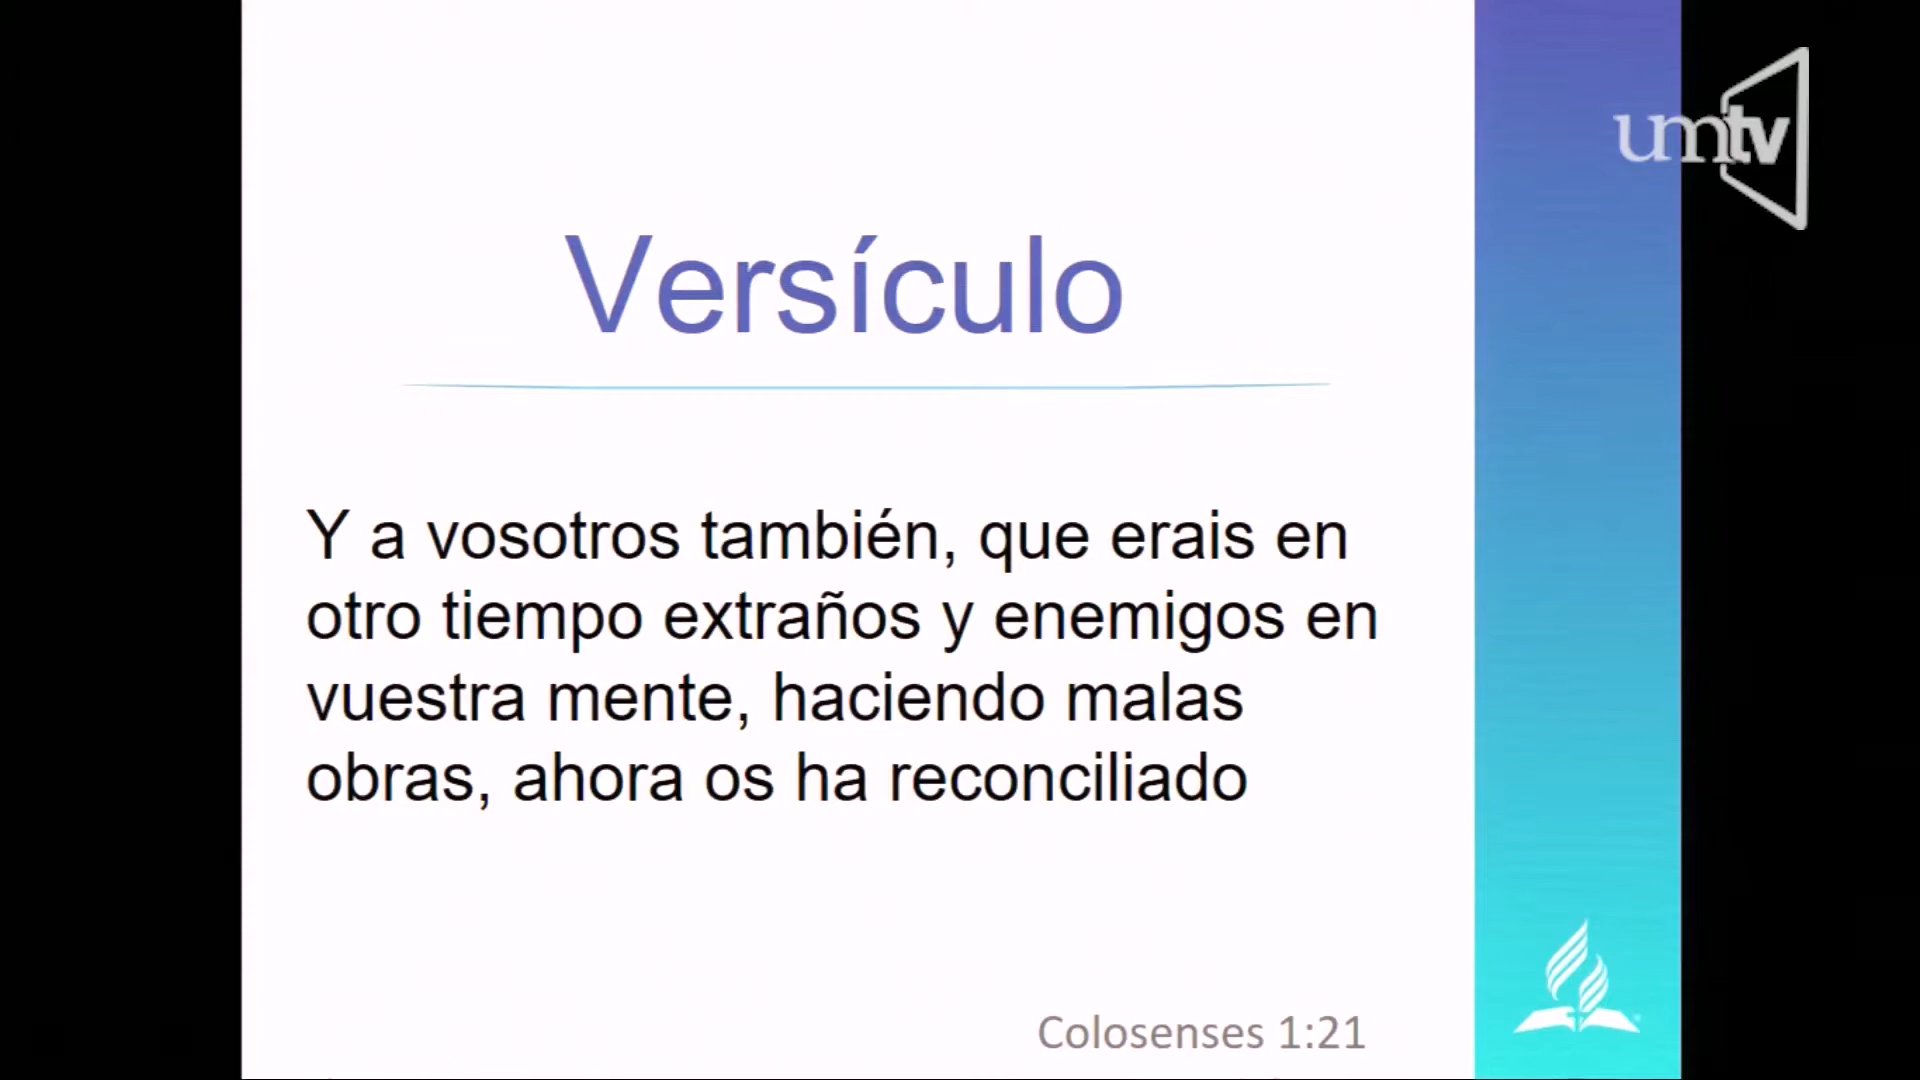 umtv
Versículo
Y a vosotros también, que erais en
otro tiempo extraños y enemigos en
vuestra mente, haciendo malas
obras, ahora os ha reconciliado
Colosenses 1:21